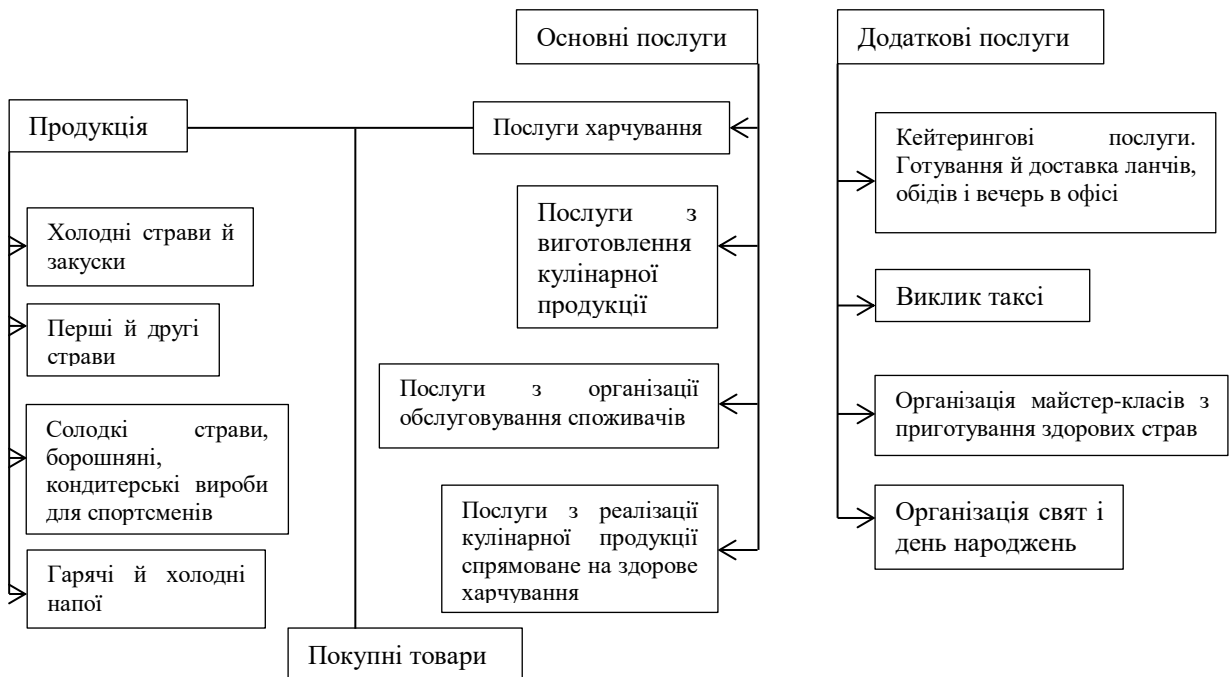 Основні послуги
Додаткові послуги
Продукція
Послуги харчування
Кейтерингові послуги.
Готування й доставка ланчів,
обідів і вечерь в офісі
Холодні страви й
закуски
Послуги з
виготовлення
кулінарної
продукції
Виклик таксі
Перші й другі
страви
Послуги з організації
обслуговування споживачів
Організація майстер-класів з
приготування здорових страв
Солодкі страви,
борошняні,
кондитерські вироби
для спортсменів
Послуги з реалізації
кулінарної продукції
спрямоване на здорове
харчування
Організація свят і
день народжень
Гарячі й холодні
напої
Покупні товари